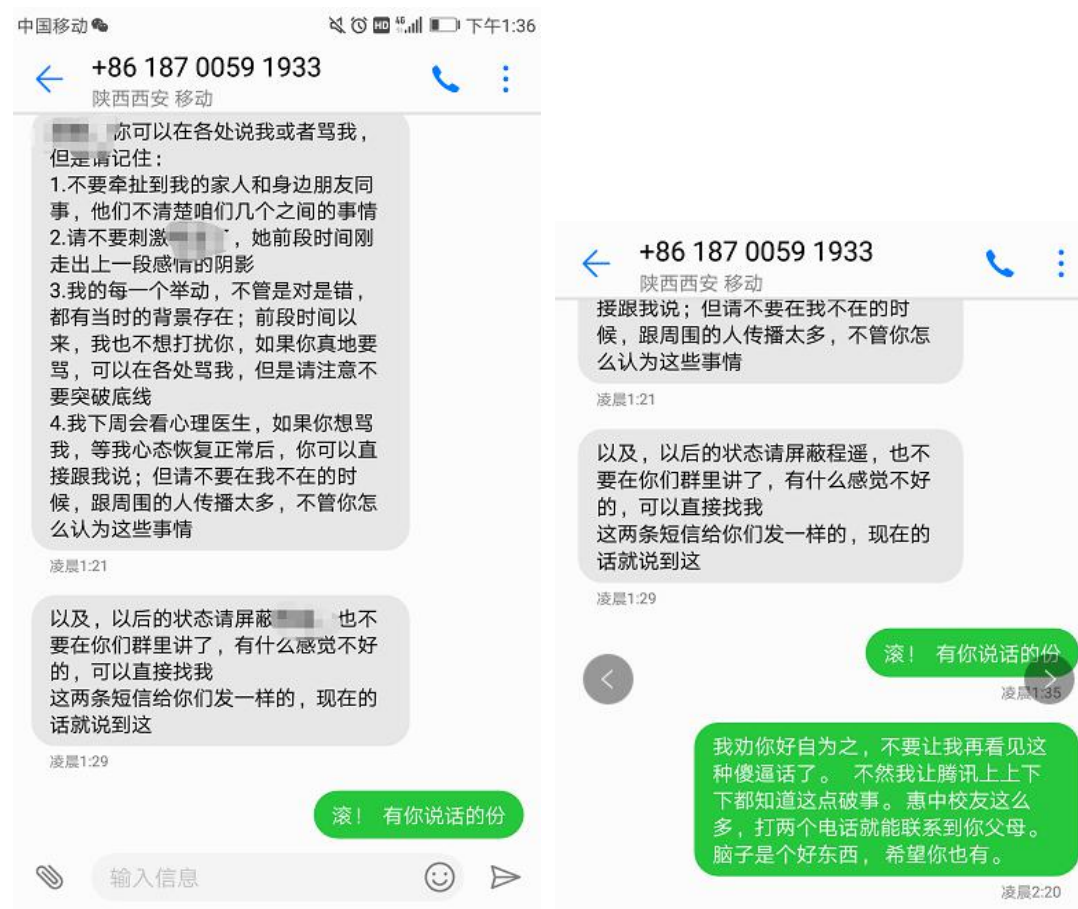 中国移动
4G
HD
下午1:36
+86 187 0059 1933
陕西西安 移动
你可以在各处说我或者骂我，
但是请记住：
1.不要牵扯到我的家人和身边朋友同
事，他们不清楚咱们几个之间的事情
2.请不要刺激 ，她前段时间刚
走出上一段感情的阴影
3.我的每一个举动，不管是对是错，
都有当时的背景存在；前段时间以
来，我也不想打扰你，如果你真地要
骂，可以在各处骂我，但是请注意不
要突破底线
4.我下周会看心理医生，如果你想骂
我，等我心态恢复正常后，你可以直
接跟我说；但请不要在我不在的时
候，跟周围的人传播太多，不管你怎
么认为这些事情
凌晨1:21
以及，以后的状态请屏蔽 也不
要在你们群里讲了，有什么感觉不好
的，可以直接找我
这两条短信给你们发一样的，现在的
话就说到这
凌晨1:29
滚！ 有你说话的份
输入信息
+86 187 0059 1933
陕西西安 移动
接跟我说；但请不要在我不在的时
候，跟周围的人传播太多，不管你怎
么认为这些事情
凌晨1:21
以及，以后的状态请屏蔽程遥，也不
要在你们群里讲了，有什么感觉不好
的，可以直接找我
这两条短信给你们发一样的，现在的
话就说到这
凌晨1:29
滚！ 有你说话的份
凌晨1:35
我劝你好自为之，不要让我再看见这
种傻逼话了。 不然我让腾讯上上下
下都知道这点破事。惠中校友这么
多，打两个电话就能联系到你父母。
脑子是个好东西，希望你也有。
凌晨2:20